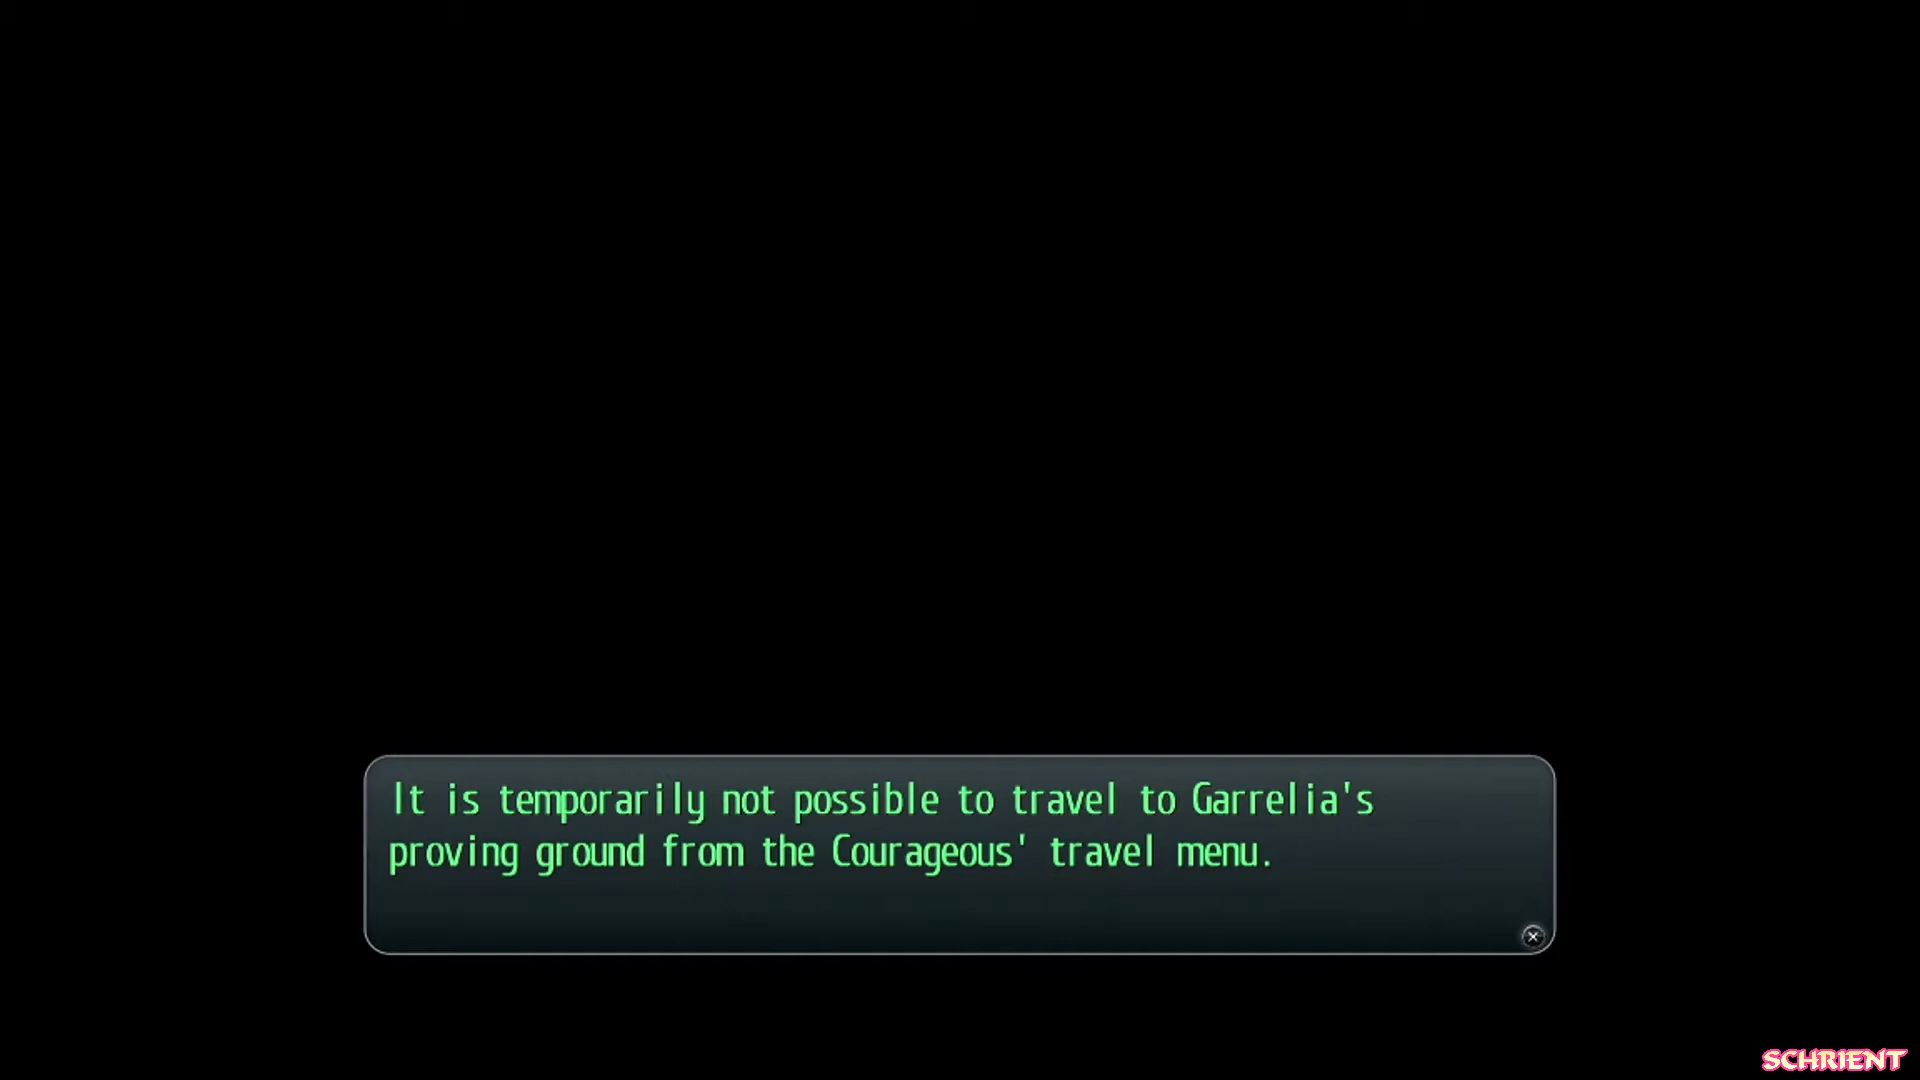 It is temporarily not possible to travel to Garrelia's
proving ground from the Courageous' travel menu.
SCHRIENT